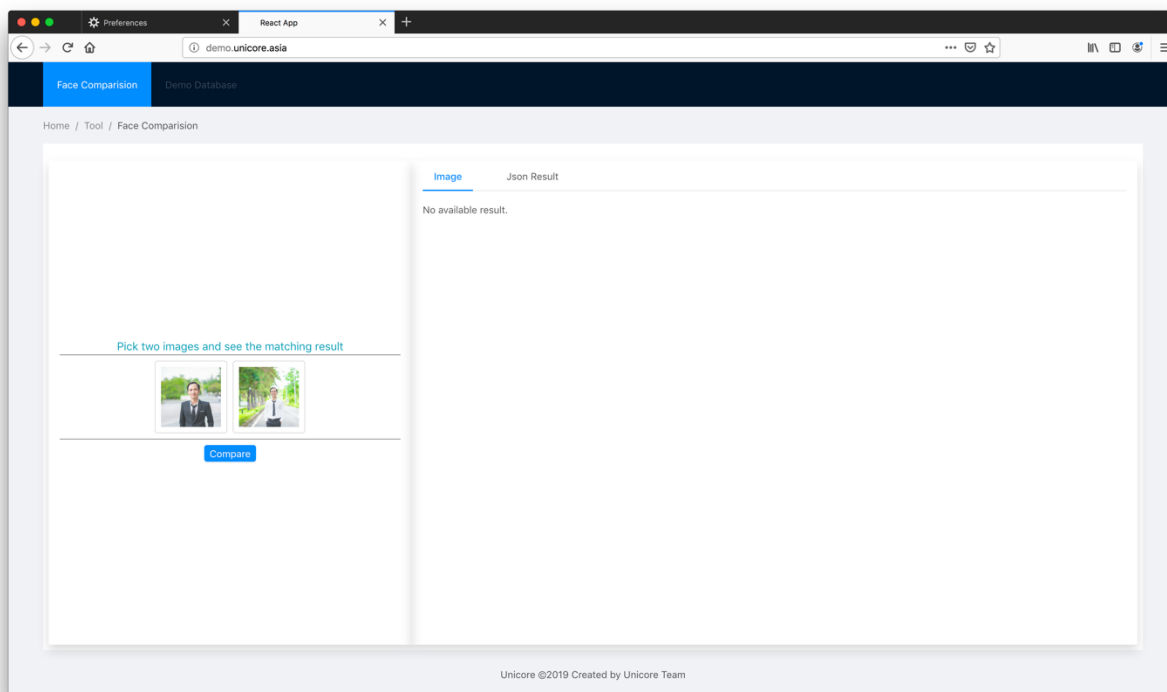 Preferences
React App
demo.unicore.asia
Face Comparision
Demo Database
Home / Tool / Face Comparision
Image
Json Result
No available result.
Pick two images and see the matching result
Compare
Unicore ©2019 Created by Unicore Team